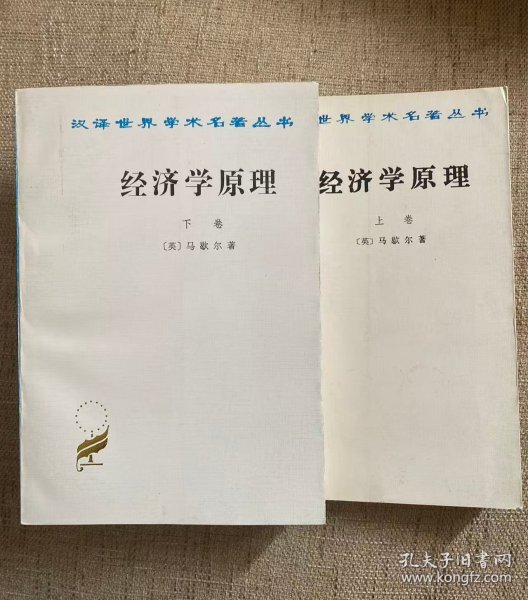 汉译世界学术名著丛书
经济学原理
下卷
〔英〕马歇尔著
世界学术名著丛书
经济学原理
上卷
〔英〕马歇尔著
孔夫子旧书网
www.kongfz.com